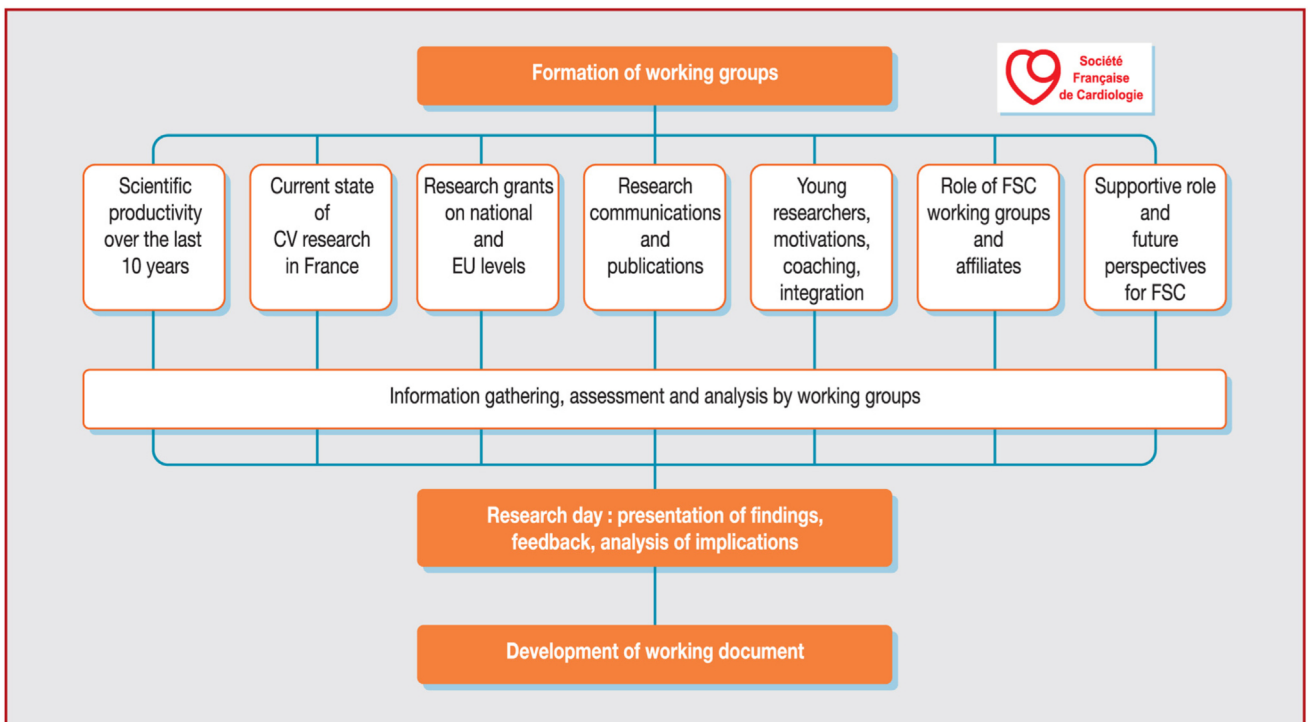 Formation of working groups
Société
Française
de Cardiologie
Scientific
productivity
over the last
10 years
Current state
of
CV research
in France
Research grants
on national
and
EU levels
Research
communications
and
publications
Young
researchers,
motivations,
coaching,
integration
Role of FSC
working groups
and
affiliates
Supportive role
and
future
perspectives
for FSC
Information gathering, assessment and analysis by working groups
Research day : presentation of findings,
feedback, analysis of implications
Development of working document